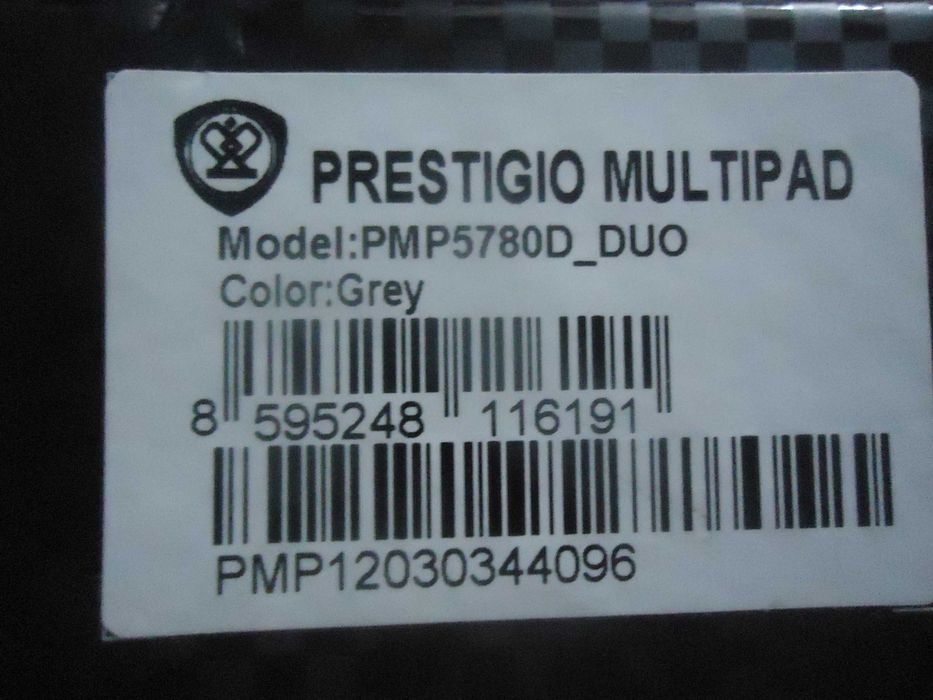 PRESTIGIO MULTIPAD
Model:PMP5780D_DUO
Color:Grey
8 595248 116191
PMP12030344096